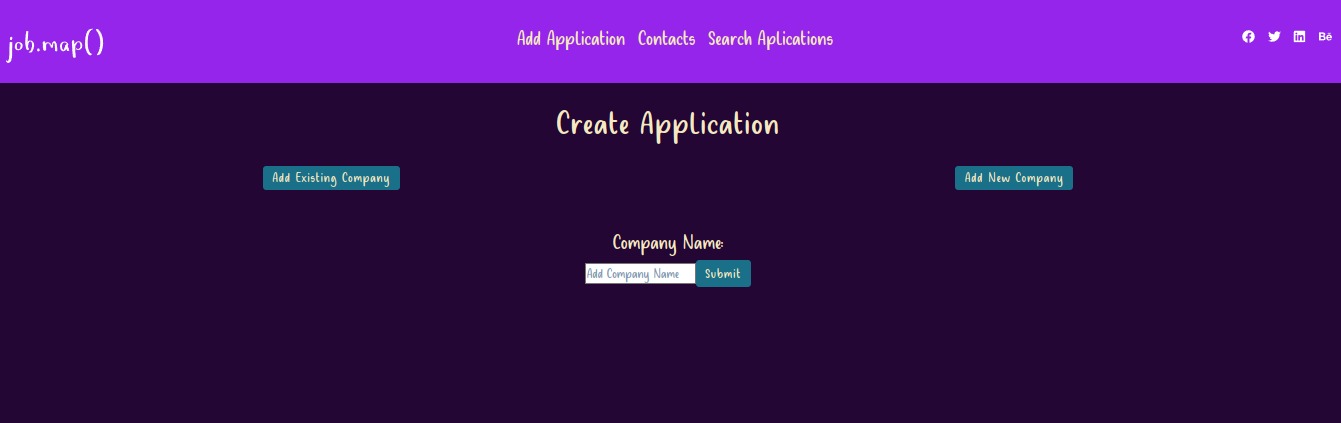 job.map()
Add Application Contacts Search Aplications
Bē
Create Application
Add Existing Company
Add New Company
Company Name:
Add Company Name
Submit